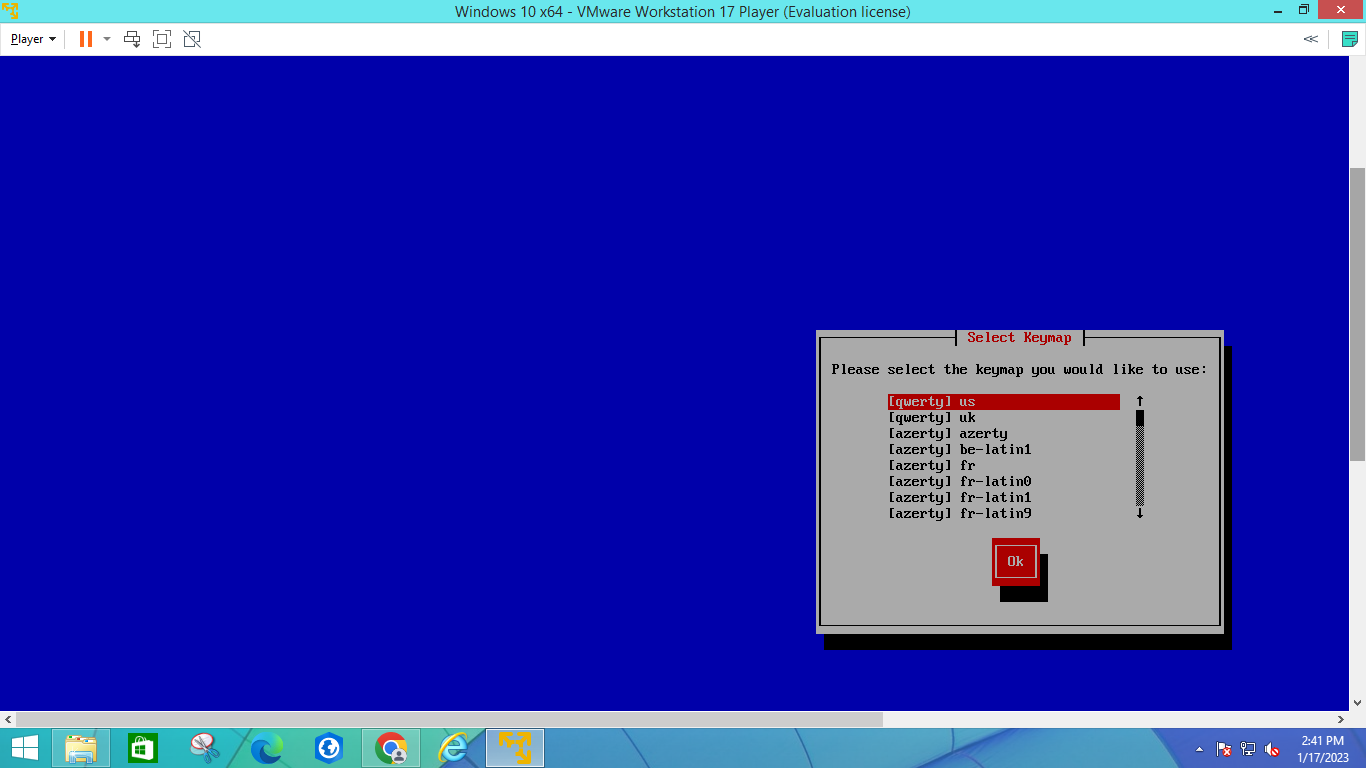 Windows 10 x64 - VMware Workstation 17 Player (Evaluation license)
Player
Select Keymap
Please select the keymap you would like to use:
[qwerty] us
[qwerty] uk
[azerty] azerty
[azerty] be-latin1
[azerty] fr
[azerty] fr-latin0
[azerty] fr-latin1
[azerty] fr-latin9
Ok
2:41 PM
1/17/2023